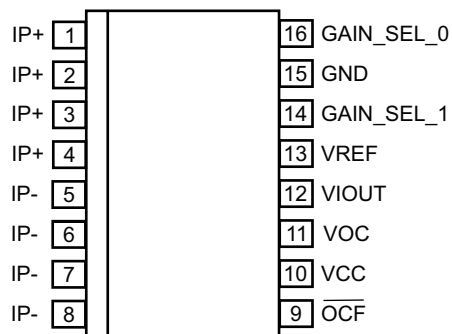 IP+ 1 16 GAIN_SEL_0
IP+ 2 15 GND
IP+ 3 14 GAIN_SEL_1
IP+ 4 13 VREF
IP- 5 12 VIOUT
IP- 6 11 VOC
IP- 7 10 VCC
IP- 8 9 O̅C̅F̅